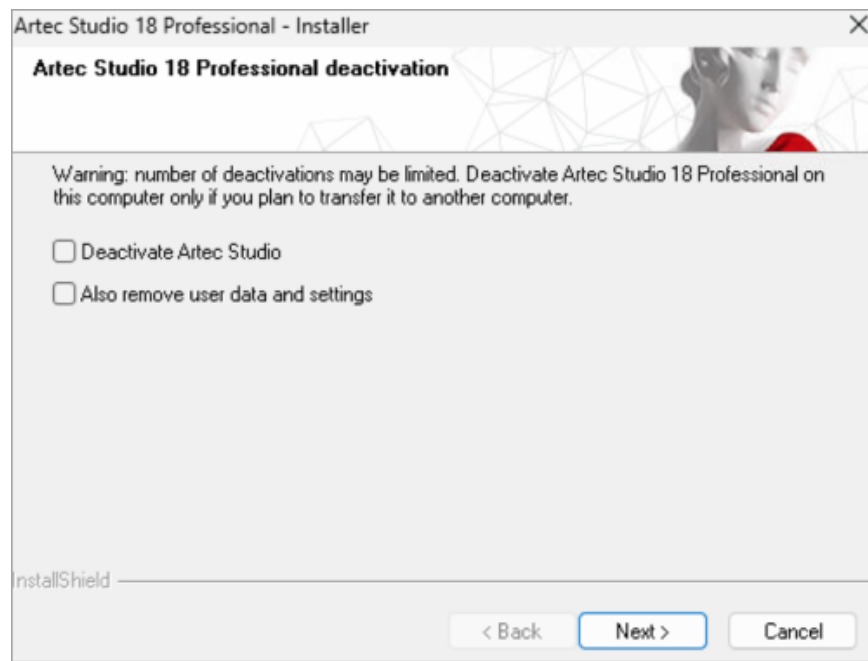 Artec Studio 18 Professional - Installer
Artec Studio 18 Professional deactivation
Warning: number of deactivations may be limited. Deactivate Artec Studio 18 Professional on
this computer only if you plan to transfer it to another computer.
Deactivate Artec Studio
Also remove user data and settings
InstallShield
< Back
Next >
Cancel